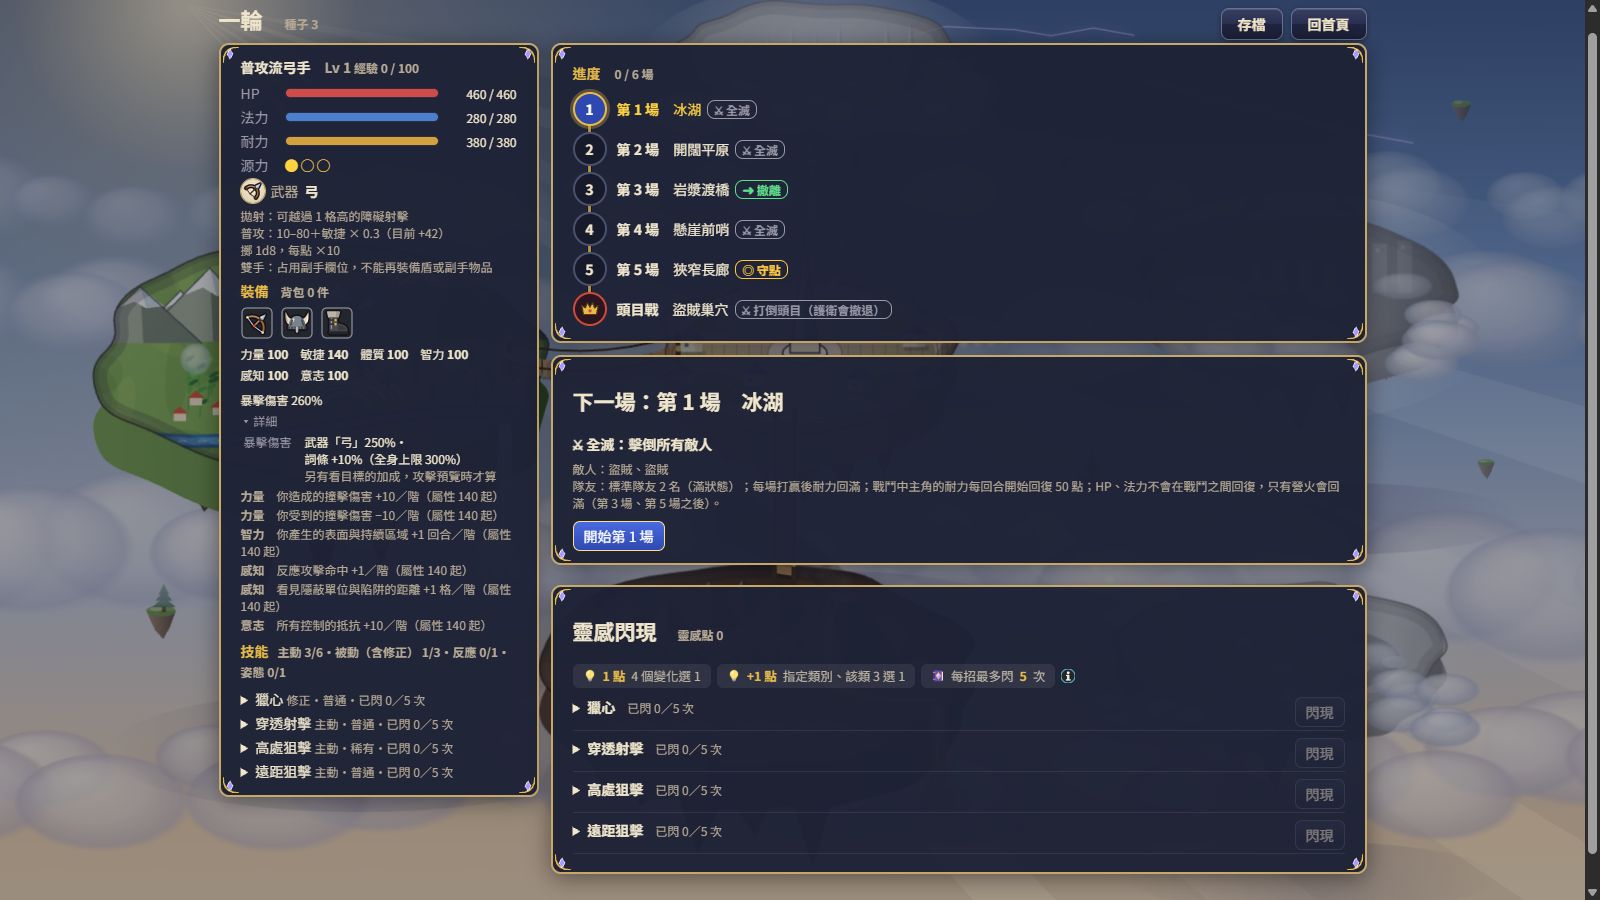 一輪 種子 3
存檔 回首頁
普攻流弓手 Lv 1 經驗 0 / 100
HP 460 / 460
法力 280 / 280
耐力 380 / 380
源力
武器 弓
拋射：可越過 1 格高的障礙射擊
普攻：10–80＋敏捷 × 0.3（目前 +42）
擲 1d8，每點 ×10
雙手：占用副手欄位，不能再裝備盾或副手物品
裝備 背包 0 件
力量 100 敏捷 140 體質 100 智力 100
感知 100 意志 100
暴擊傷害 260%
詳細
暴擊傷害 武器「弓」250%・
詞條 +10%（全身上限 300%）
另有看目標的加成，攻擊預覽時才算
力量 你造成的撞擊傷害 +10／階（屬性 140 起）
力量 你受到的撞擊傷害 −10／階（屬性 140 起）
智力 你產生的表面與持續區域 +1 回合／階（屬性
140 起）
感知 反應攻擊命中 +1／階（屬性 140 起）
感知 看見隱蔽單位與陷阱的距離 +1 格／階（屬性
140 起）
意志 所有控制的抵抗 +10／階（屬性 140 起）
技能 主動 3/6・被動（含修正） 1/3・反應 0/1・
姿態 0/1
獵心 修正・普通・已閃 0／5 次
穿透射擊 主動・普通・已閃 0／5 次
高處狙擊 主動・稀有・已閃 0／5 次
遠距狙擊 主動・普通・已閃 0／5 次
進度 0 / 6 場
1 第 1 場 冰湖 全滅
2 第 2 場 開闊平原 全滅
3 第 3 場 岩漿渡橋 撤離
4 第 4 場 懸崖前哨 全滅
5 第 5 場 狹窄長廊 守點
頭目戰 盜賊巢穴 打倒頭目（護衛會撤退）
下一場：第 1 場 冰湖
全滅：擊倒所有敵人
敵人：盜賊、盜賊
隊友：標準隊友 2 名（滿狀態）；每場打贏後耐力回滿；戰鬥中主角的耐力每回合開始回復 50 點；HP、法力不會在戰鬥之間回復，只有營火會回
滿（第 3 場、第 5 場之後）。
開始第 1 場
靈感閃現 靈感點 0
1 點 4 個變化選 1 +1 點 指定類別、該類 3 選 1 每招最多閃 5 次
獵心 已閃 0／5 次 閃現
穿透射擊 已閃 0／5 次 閃現
高處狙擊 已閃 0／5 次 閃現
遠距狙擊 已閃 0／5 次 閃現